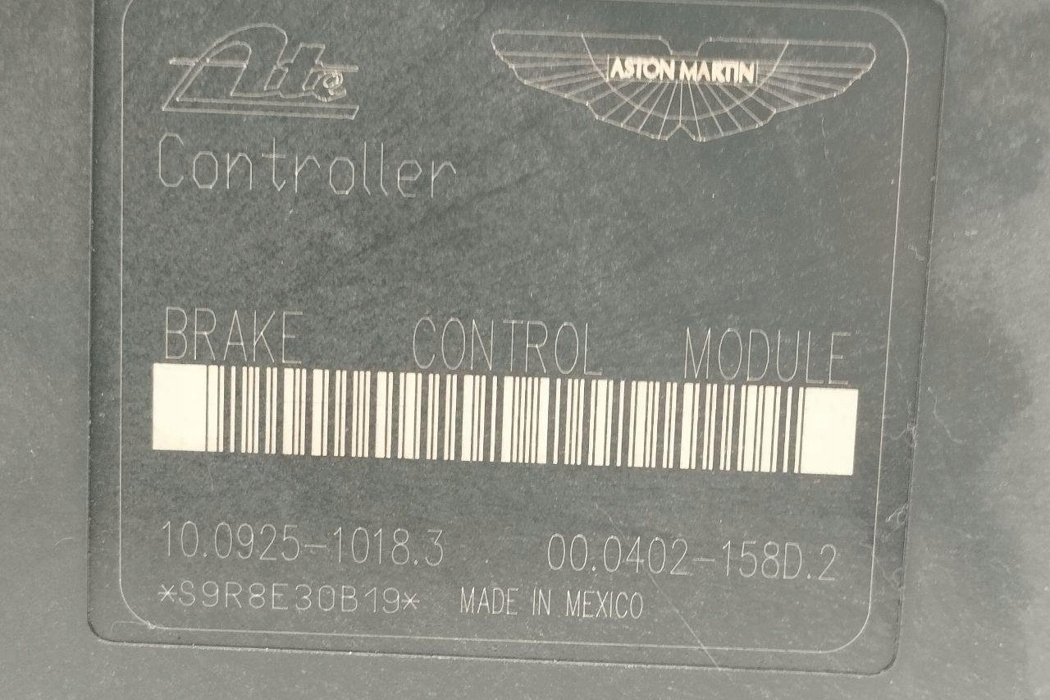 Ate
ASTON MARTIN
Controller
BRAKE CONTROL MODULE
10.0925-1018.3 00.0402-158D.2
*S9R8E30B19* MADE IN MEXICO